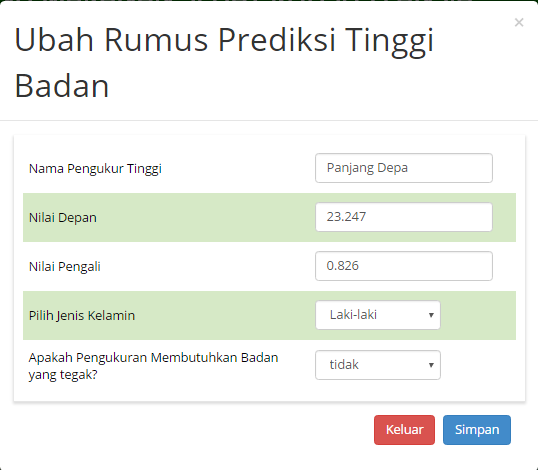 ×
Ubah Rumus Prediksi Tinggi
Badan
Nama Pengukur Tinggi Panjang Depa
Nilai Depan 23.247
Nilai Pengali 0.826
Pilih Jenis Kelamin Laki-laki
Apakah Pengukuran Membutuhkan Badan
yang tegak? tidak
Keluar Simpan